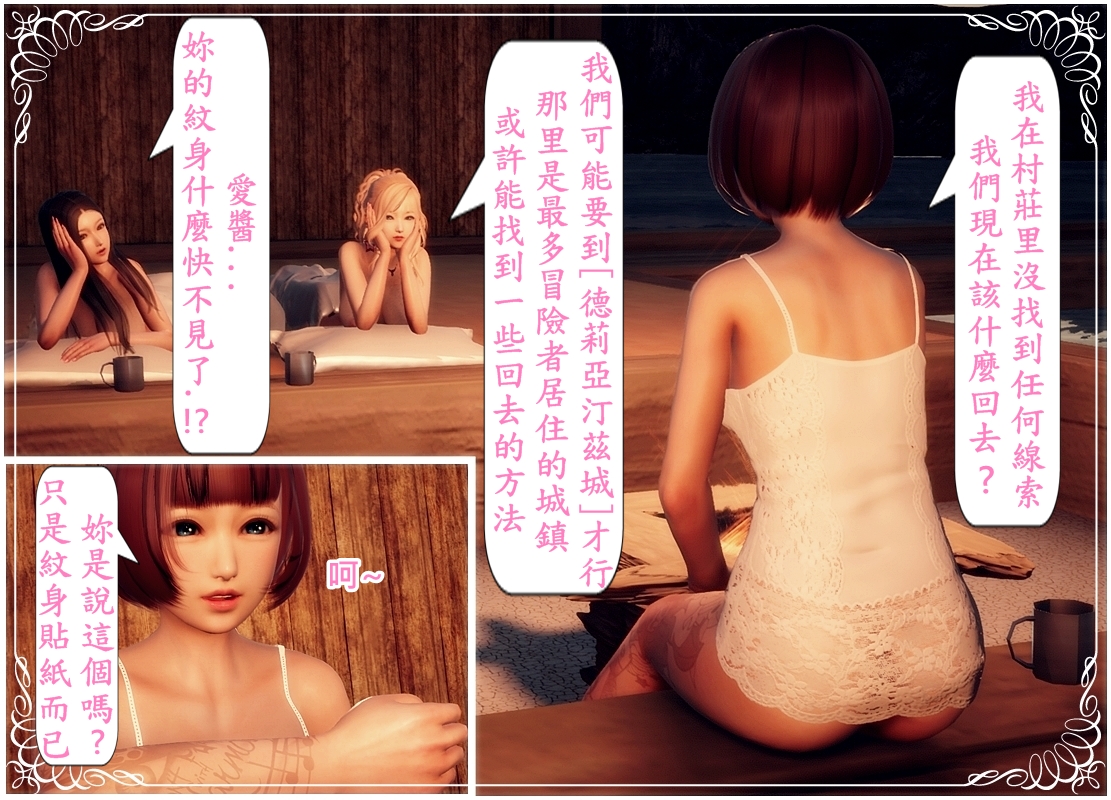 我在村莊里沒找到任何線索
我們現在該什麼回去？
我們可能要到[德莉亞汀茲城]才行
那里是最多冒險者居住的城鎮
或許能找到一些回去的方法
愛醬...
妳的紋身什麼快不見了.!?
妳是說這個嗎？
只是紋身貼紙而已
呵~